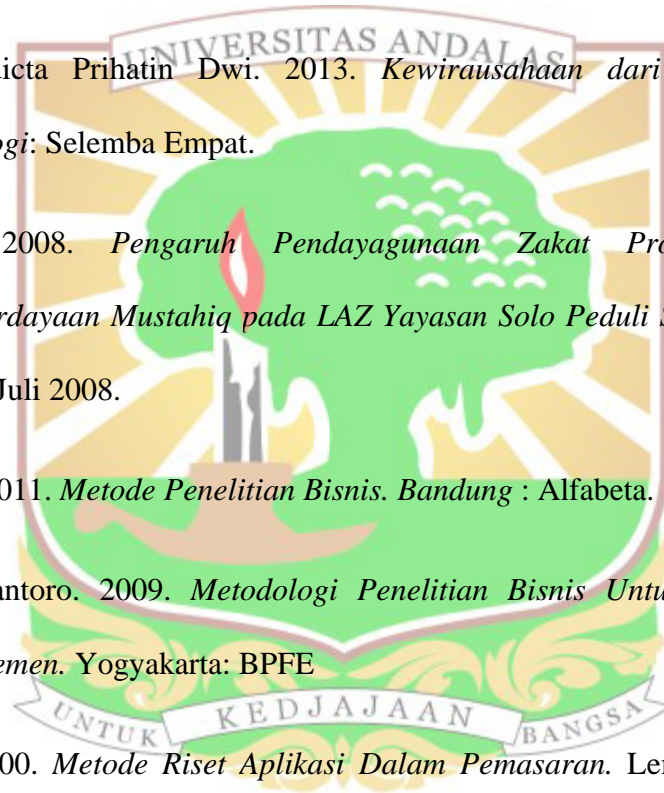 UNIVERSITAS ANDALAS
icta Prihatin Dwi. 2013. Kewirausahaan dari
ogi: Selemba Empat.
2008. Pengaruh Pendayagunaan Zakat Pro
rdayaan Mustahiq pada LAZ Yayasan Solo Peduli S
Juli 2008.
011. Metode Penelitian Bisnis. Bandung : Alfabeta.
antoro. 2009. Metodologi Penelitian Bisnis Untu
emen. Yogyakarta: BPFE
UNTUK KEDJAJAAN BANGSA
00. Metode Riset Aplikasi Dalam Pemasaran. Le